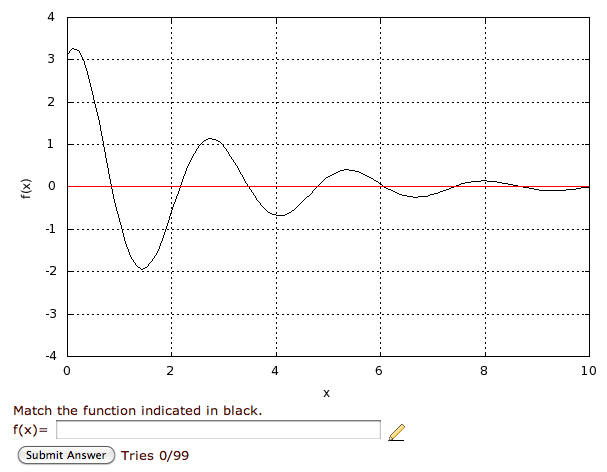 4
3
2
1
0
-1
-2
-3
-4
f(x)
0 2 4 6 8 10
x
Match the function indicated in black.
f(x)=
Submit Answer Tries 0/99